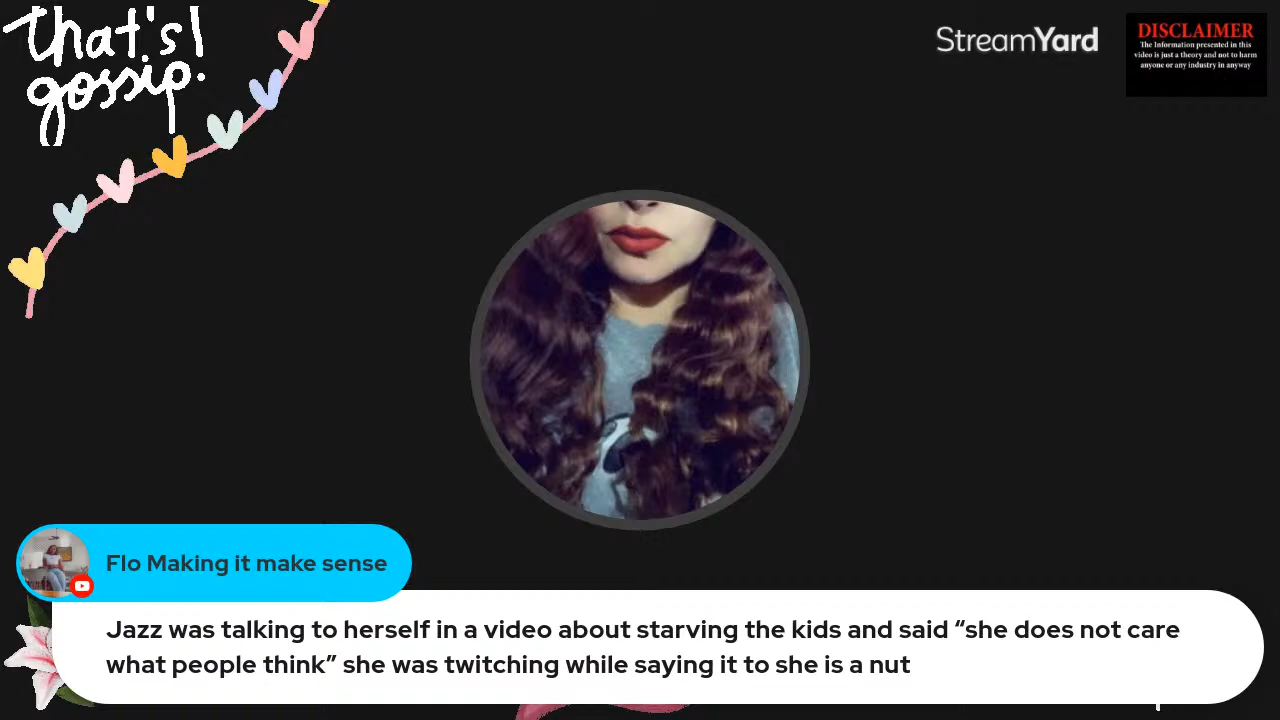 that's!
gossip.
StreamYard
DISCLAIMER
The Information presented in this
video is just a theory and not to harm
anyone or any industry in anyway
Flo Making it make sense
Jazz was talking to herself in a video about starving the kids and said “she does not care
what people think” she was twitching while saying it to she is a nut